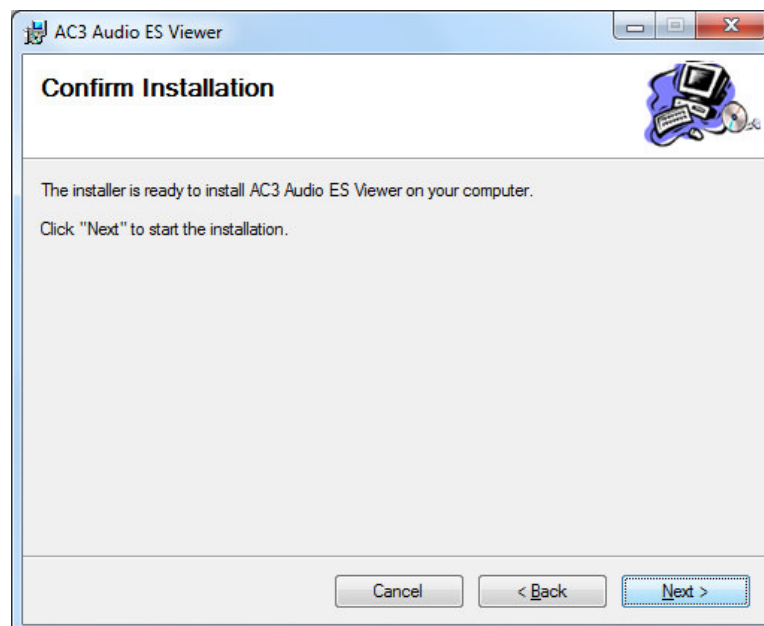 AC3 Audio ES Viewer
Confirm Installation
The installer is ready to install AC3 Audio ES Viewer on your computer.
Click "Next" to start the installation.
Cancel
< Back
Next >